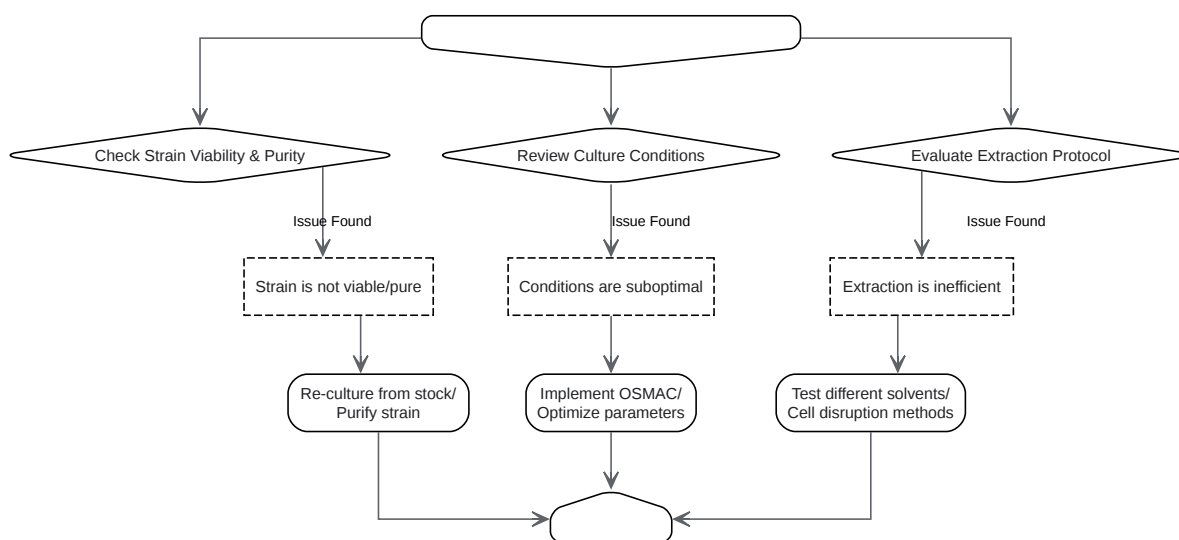 Check Strain Viability & Purity
Review Culture Conditions
Evaluate Extraction Protocol
Issue Found
Issue Found
Issue Found
Strain is not viable/pure
Conditions are suboptimal
Extraction is inefficient
Re-culture from stock/
Purify strain
Implement OSMAC/
Optimize parameters
Test different solvents/
Cell disruption methods